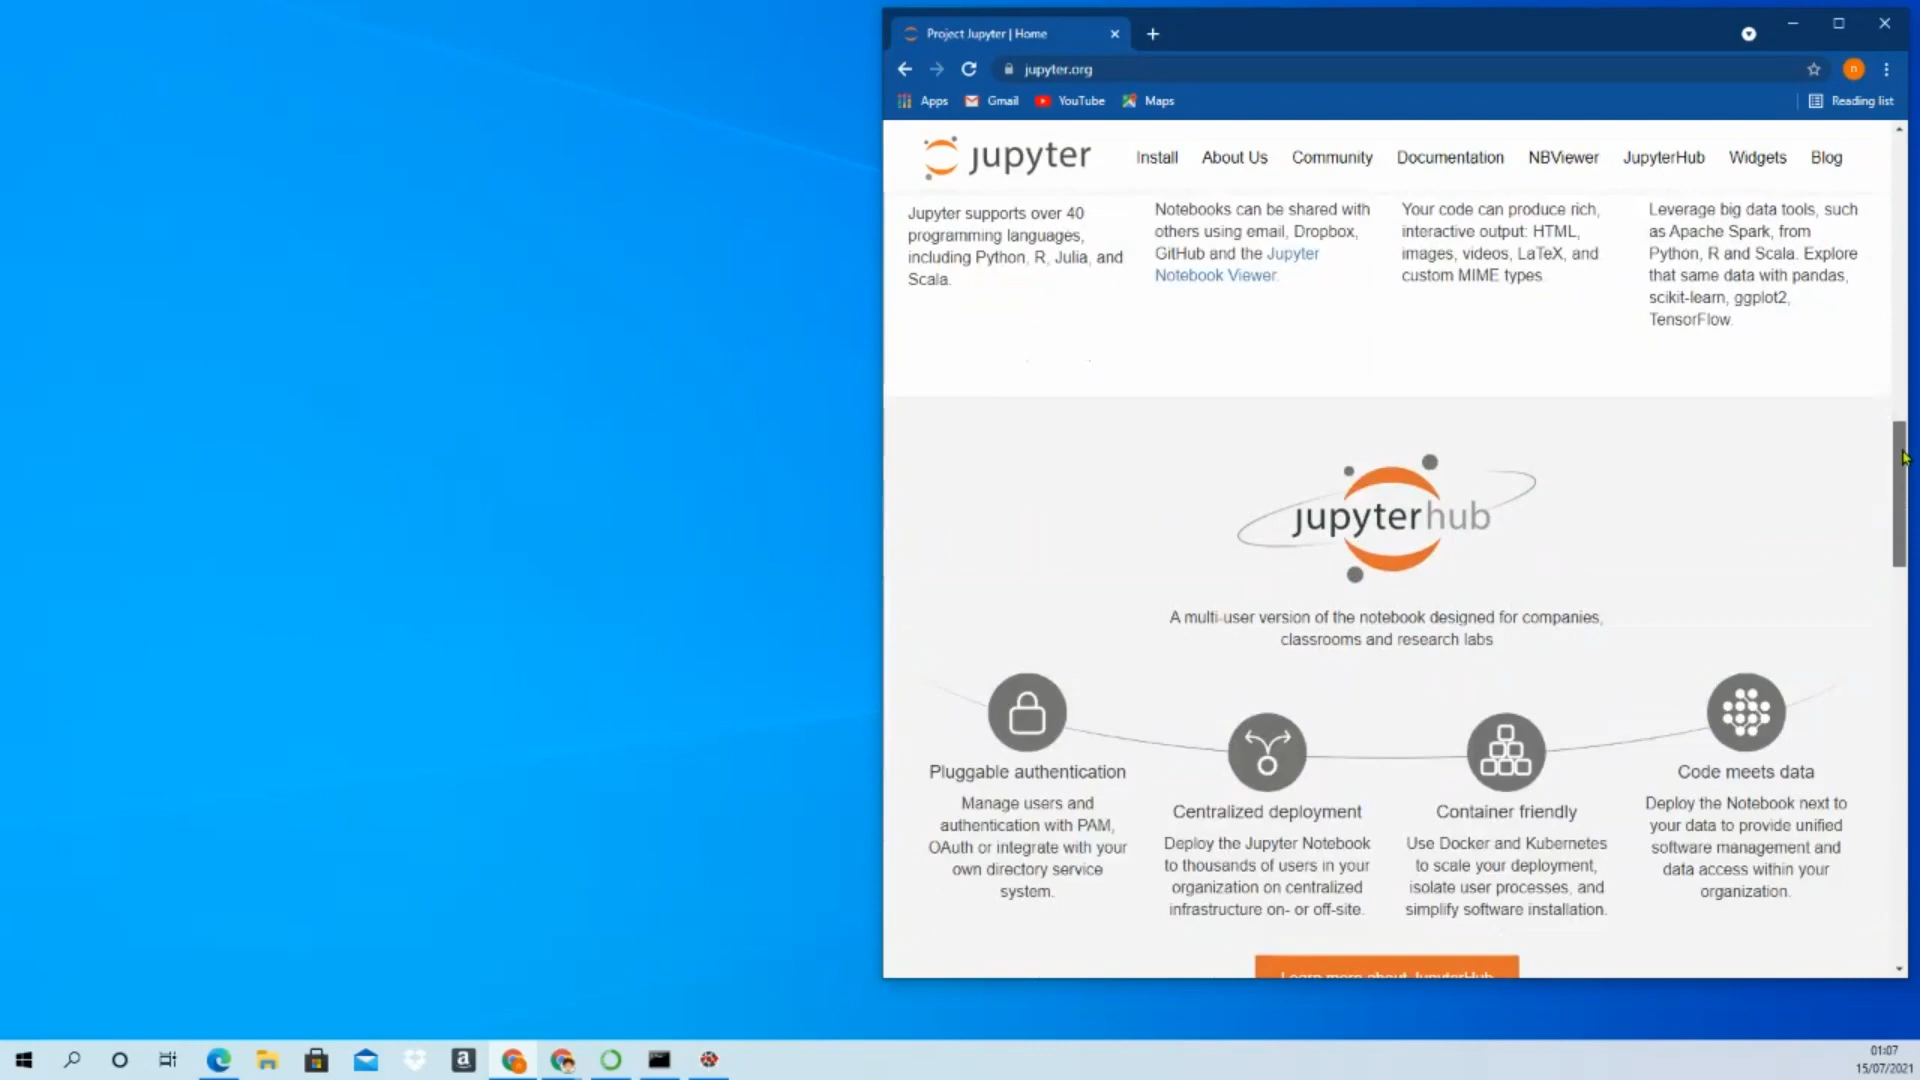 Project Jupyter | Home
jupyter.org
n
Apps Gmail YouTube Maps Reading list
jupyter Install About Us Community Documentation NBViewer JupyterHub Widgets Blog
Jupyter supports over 40
programming languages,
including Python, R, Julia, and
Scala.
Notebooks can be shared with
others using email, Dropbox,
GitHub and the Jupyter
Notebook Viewer.
Your code can produce rich,
interactive output: HTML,
images, videos, LaTeX, and
custom MIME types.
Leverage big data tools, such
as Apache Spark, from
Python, R and Scala. Explore
that same data with pandas,
scikit-learn, ggplot2,
TensorFlow.
jupyterhub
A multi-user version of the notebook designed for companies,
classrooms and research labs
Pluggable authentication
Manage users and
authentication with PAM,
OAuth or integrate with your
own directory service
system.
Centralized deployment
Deploy the Jupyter Notebook
to thousands of users in your
organization on centralized
infrastructure on- or off-site.
Container friendly
Use Docker and Kubernetes
to scale your deployment,
isolate user processes, and
simplify software installation.
Code meets data
Deploy the Notebook next to
your data to provide unified
software management and
data access within your
organization.
Learn more about JupyterHub
a
01:07
15/07/2021